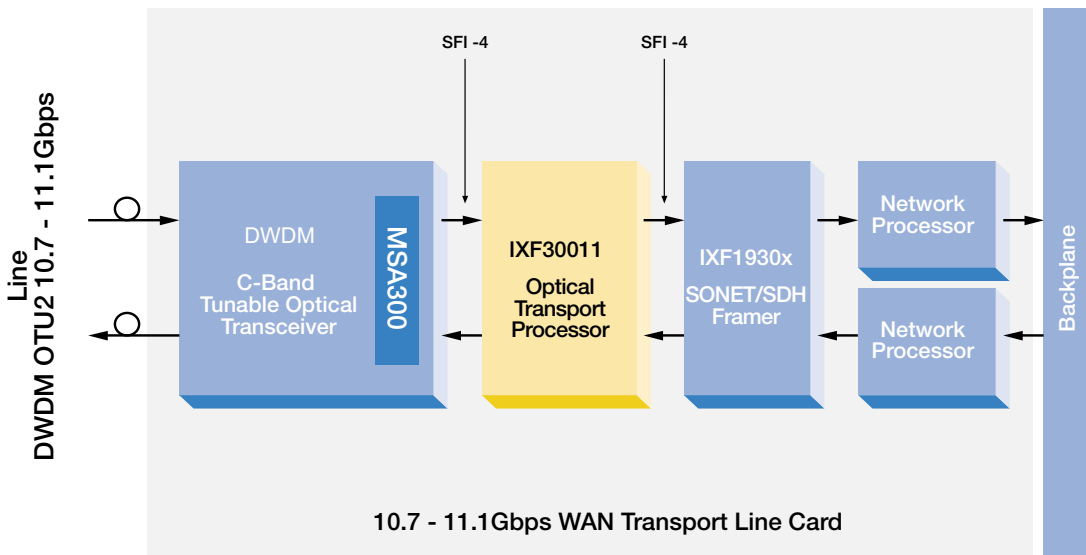 SFI -4
SFI -4
Line
DWDM OTU2 10.7 - 11.1Gbps
DWDM
C-Band
Tunable Optical
Transceiver
MSA300
IXF30011
Optical
Transport
Processor
IXF1930x
SONET/SDH
Framer
Network
Processor
Network
Processor
Backplane
10.7 - 11.1Gbps WAN Transport Line Card